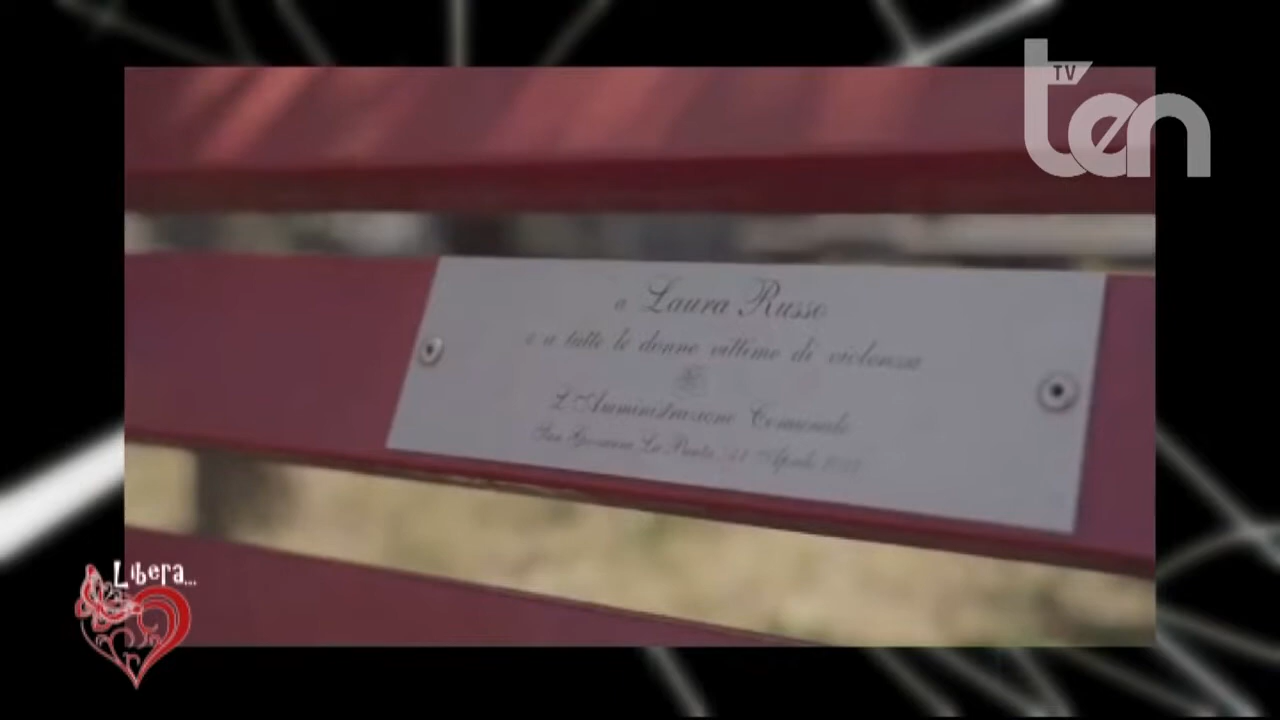 TV
ten
a Laura Russo
e a tutte le donne vittime di violenza
L'Amministrazione Comunale
San Giovanni La Punta, Aprile
Libera...